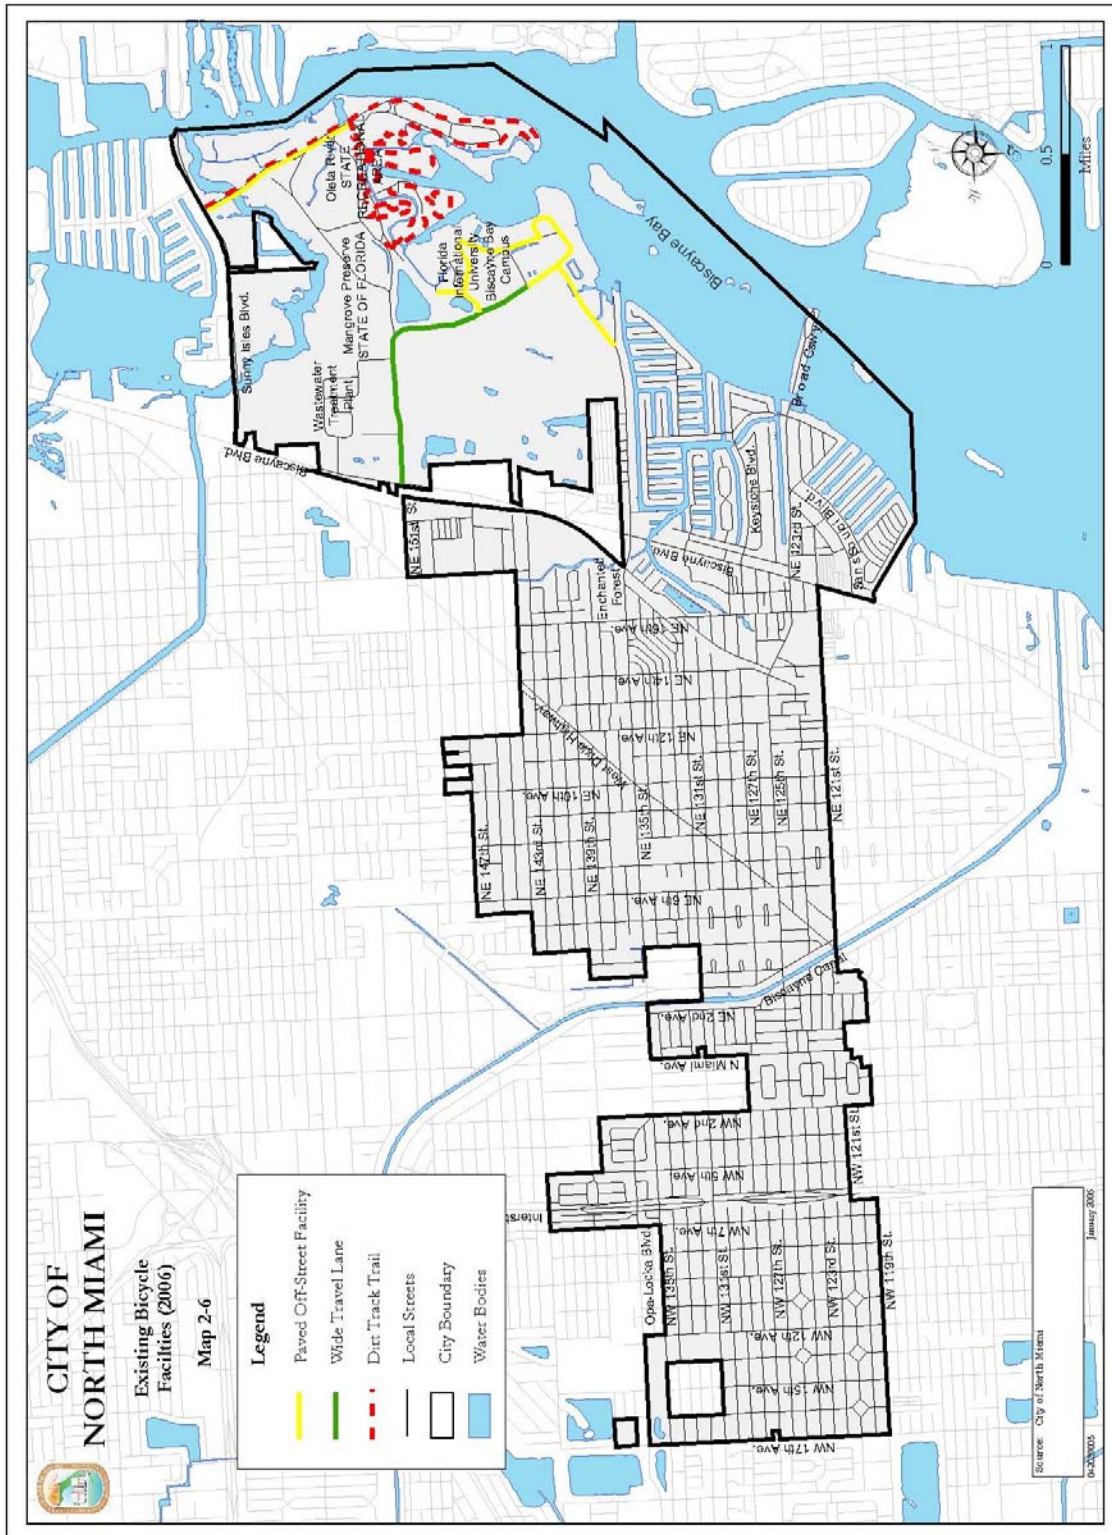 CITY OF
NORTH MIAMI
Existing Bicycle
Facilties (2006)
Map 2-6
Legend
Paved Off-Street Facility
Wide Travel Lane
Dirt Track Trail
Local Streets
City Boundary
Water Bodies
Sunny Isles Blvd.
Oleta River
STATE
RECREATIONAL
AREA
Mangrove Preserve
STATE OF FLORIDA
Wastewater
Treatment
Plant
Florida
International
University
Biscayne Bay
Campus
Biscayne Blvd.
NE 151st St.
Biscayne Bay
Broad Cswy
Enchanted
Forest
Biscayne Blvd.
Keystone Blvd.
NE 123rd St.
Sans Souci Blvd.
NE 16th Ave.
NE 14th Ave.
NE 12th Ave.
West Dixie Highway
NE 10th Ave.
NE 6th Ave.
NE 147th St.
NE 143rd St.
NE 139th St.
NE 135th St.
NE 131st St.
NE 127th St.
NE 125th St.
NE 121st St.
Biscayne Canal
NE 2nd Ave.
N Miami Ave.
NW 2nd Ave.
NW 5th Ave.
NW 7th Ave.
Interst
NW 121st St.
Opa-Locka Blvd.
NW 135th St.
NW 131st St.
NW 127th St.
NW 123rd St.
NW 119th St.
NW 12th Ave.
NW 15th Ave.
NW 17th Ave.
0 0.5 1
Miles
Source: City of North Miami
January 2006